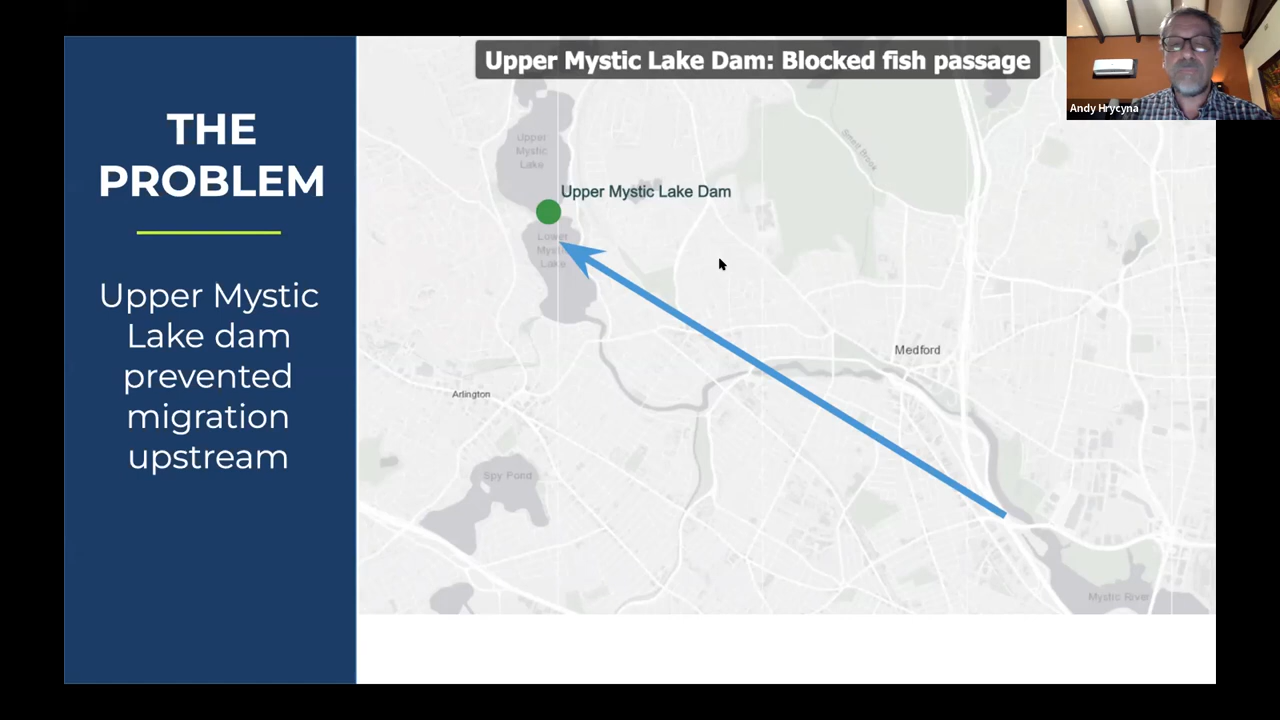 Upper Mystic Lake Dam: Blocked fish passage
Andy Hrycyna
THE
PROBLEM
Upper Mystic
Lake dam
prevented
migration
upstream
Upper
Mystic
Lake
Upper Mystic Lake Dam
Lower
Mystic
Lake
Medford
Arlington
Spy Pond
Mystic River